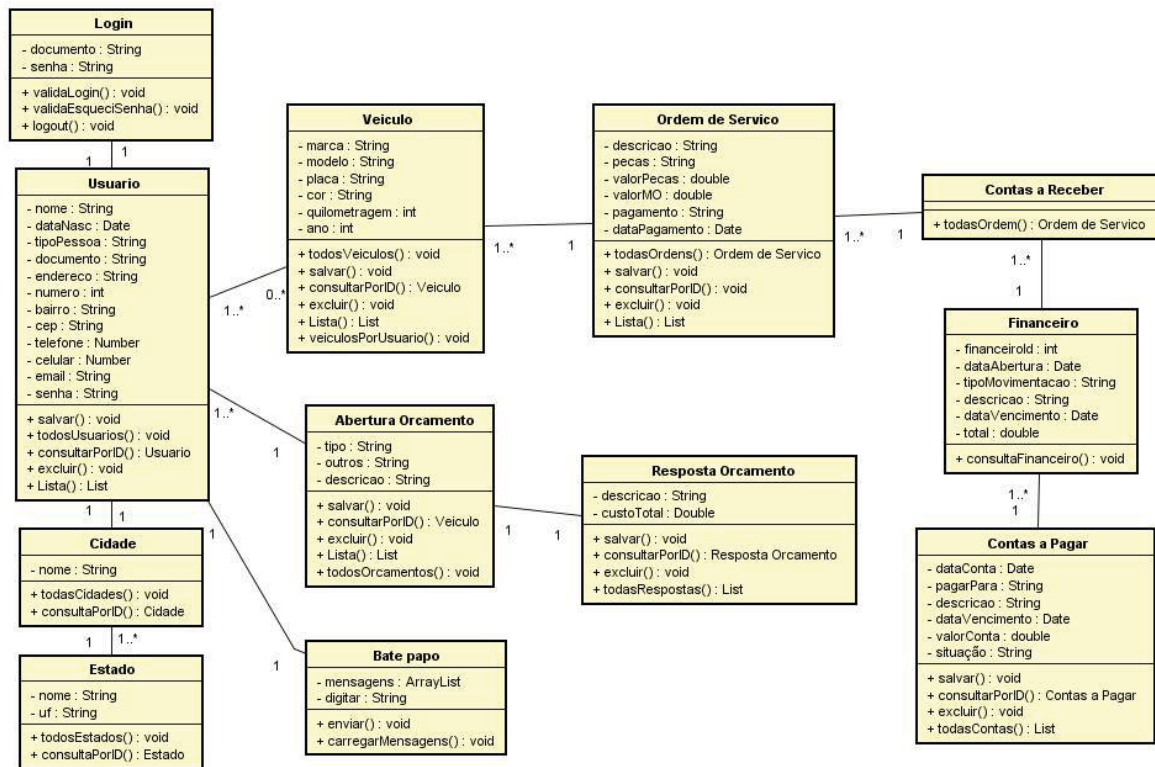 Login
- documento : String
- senha : String
+ validaLogin() : void
+ validaEsqueciSenha() : void
+ logout() : void
1
1
Usuario
- nome : String
- dataNasc : Date
- tipoPessoa : String
- documento : String
- endereco : String
- numero : int
- bairro : String
- cep : String
- telefone : Number
- celular : Number
- email : String
- senha : String
+ salvar() : void
+ todosUsuarios() : void
+ consultarPorID() : Usuario
+ excluir() : void
+ Lista() : List
1..*
0..*
1..*
1
1
1
1
1
Cidade
- nome : String
+ todasCidades() : void
+ consultaPorID() : Cidade
1
1..*
Estado
- nome : String
- uf : String
+ todosEstados() : void
+ consultaPorID() : Estado
Veiculo
- marca : String
- modelo : String
- placa : String
- cor : String
- quilometragem : int
- ano : int
+ todosVeiculos() : void
+ salvar() : void
+ consultarPorID() : Veiculo
+ excluir() : void
+ Lista() : List
+ veiculosPorUsuario() : void
1..*
1
Ordem de Servico
- descricao : String
- pecas : String
- valorPecas : double
- valorMO : double
- pagamento : String
- dataPagamento : Date
+ todasOrdens() : Ordem de Servico
+ salvar() : void
+ consultarPorID() : void
+ excluir() : void
+ Lista() : List
1..*
1
Contas a Receber
+ todasOrdem() : Ordem de Servico
1..*
1
Financeiro
- financeiroId : int
- dataAbertura : Date
- tipoMovimentacao : String
- descricao : String
- dataVencimento : Date
- total : double
+ consultaFinanceiro() : void
1..*
1
Contas a Pagar
- dataConta : Date
- pagarPara : String
- descricao : String
- dataVencimento : Date
- valorConta : double
- situação : String
+ salvar() : void
+ consultarPorID() : Contas a Pagar
+ excluir() : void
+ todasContas() : List
Abertura Orcamento
- tipo : String
- outros : String
- descricao : String
+ salvar() : void
+ consultarPorID() : Veiculo
+ excluir() : void
+ Lista() : List
+ todosOrcamentos() : void
1
1
Resposta Orcamento
- descricao : String
- custoTotal : Double
+ salvar() : void
+ consultarPorID() : Resposta Orcamento
+ excluir() : void
+ todasRespostas() : List
Bate papo
- mensagens : ArrayList
- digitar : String
+ enviar() : void
+ carregarMensagens() : void